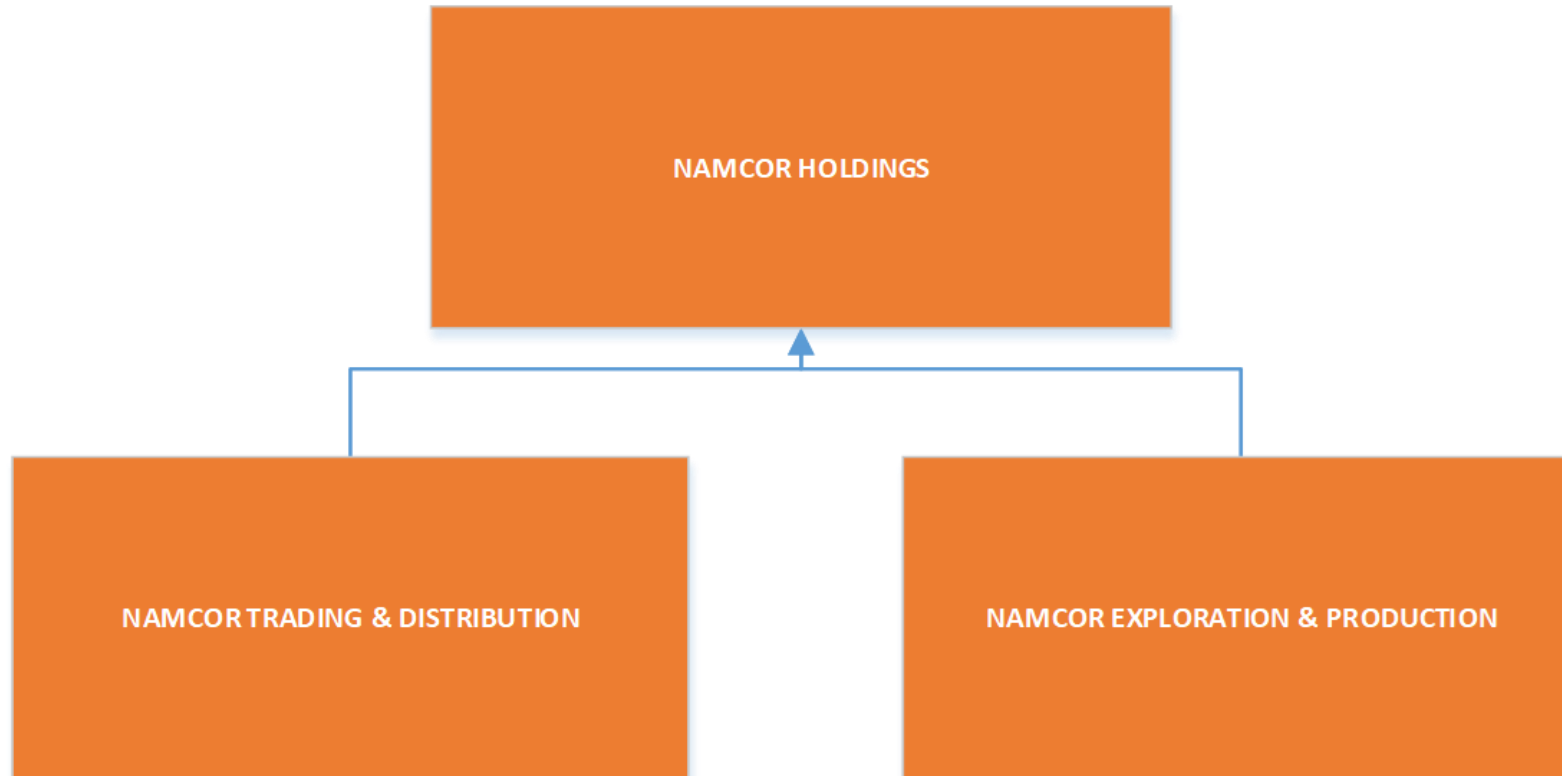 NAMCOR HOLDINGS
NAMCOR TRADING & DISTRIBUTION
NAMCOR EXPLORATION & PRODUCTION